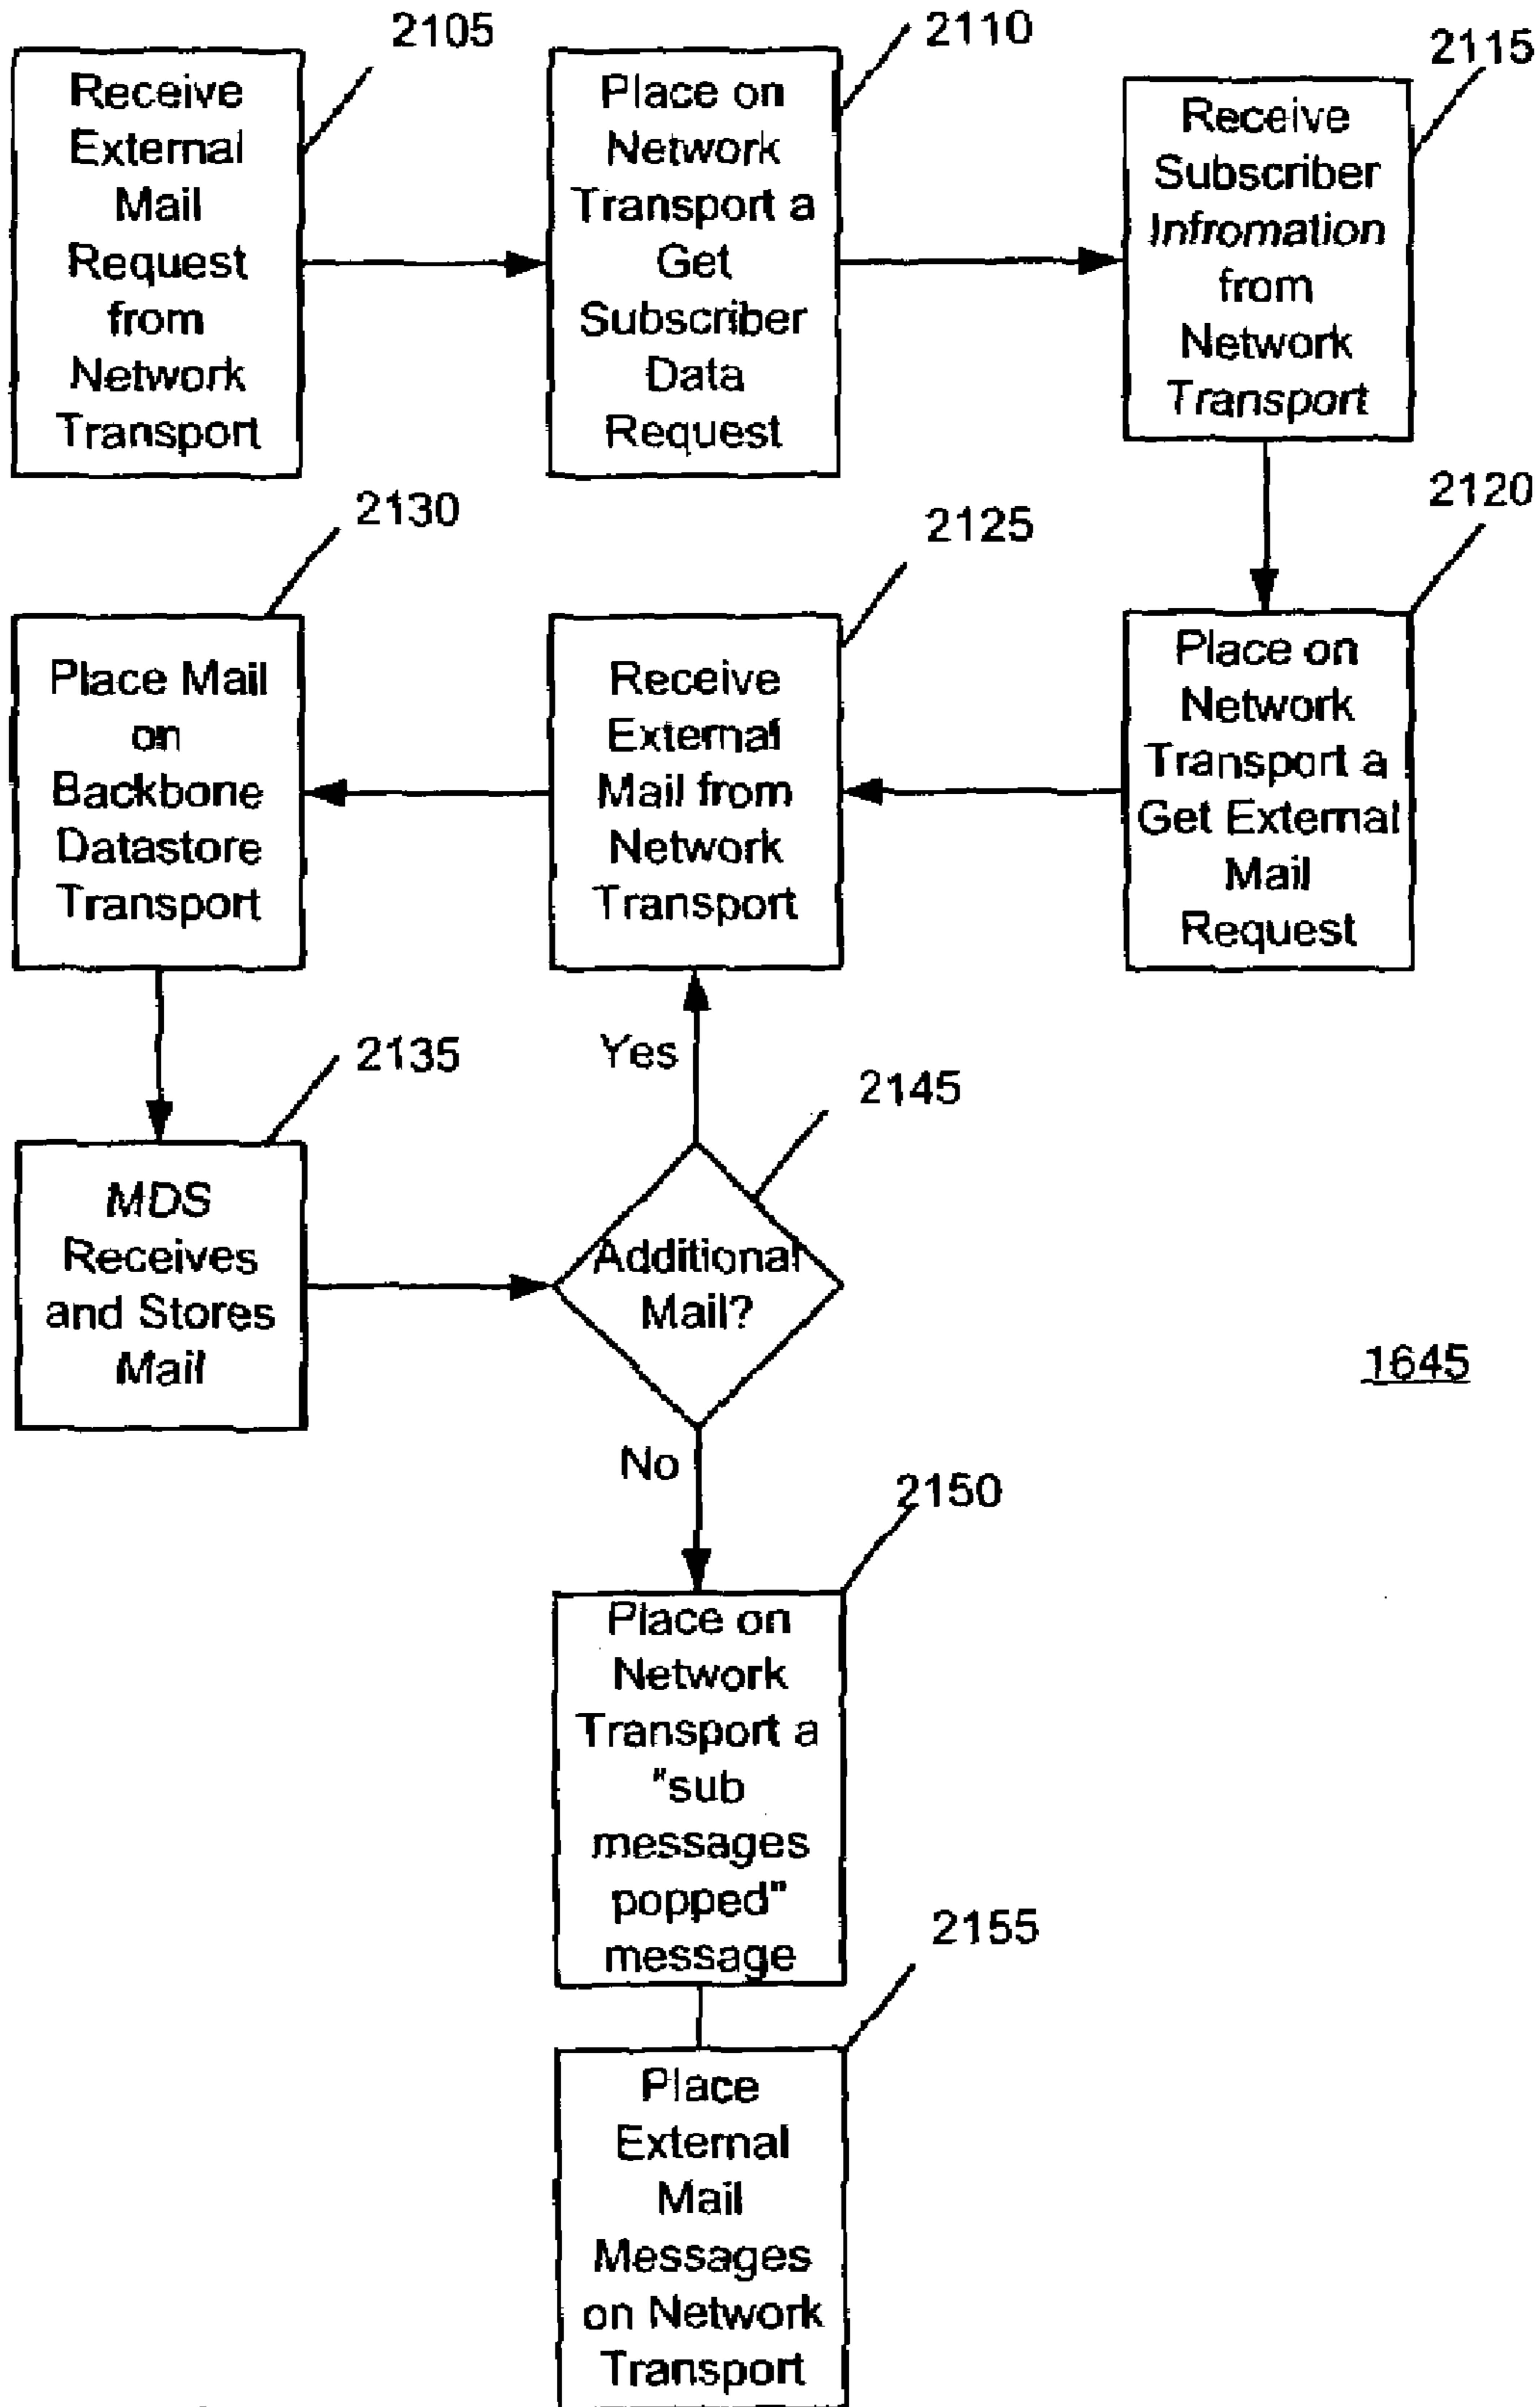 2105
Receive
External
Mail
Request
from
Network
Transport
2110
Place on
Network
Transport a
Get
Subscriber
Data
Request
2115
Receive
Subscriber
Infromation
from
Network
Transport
2120
Place on
Network
Transport a
Get External
Mail
Request
2125
Receive
External
Mail from
Network
Transport
2130
Place Mail
on
Backbone
Datastore
Transport
2135
MDS
Receives
and Stores
Mail
2145
Additional
Mail?
Yes
No
1645
2150
Place on
Network
Transport a
"sub
messages
popped"
message
2155
Place
External
Mail
Messages
on Network
Transport